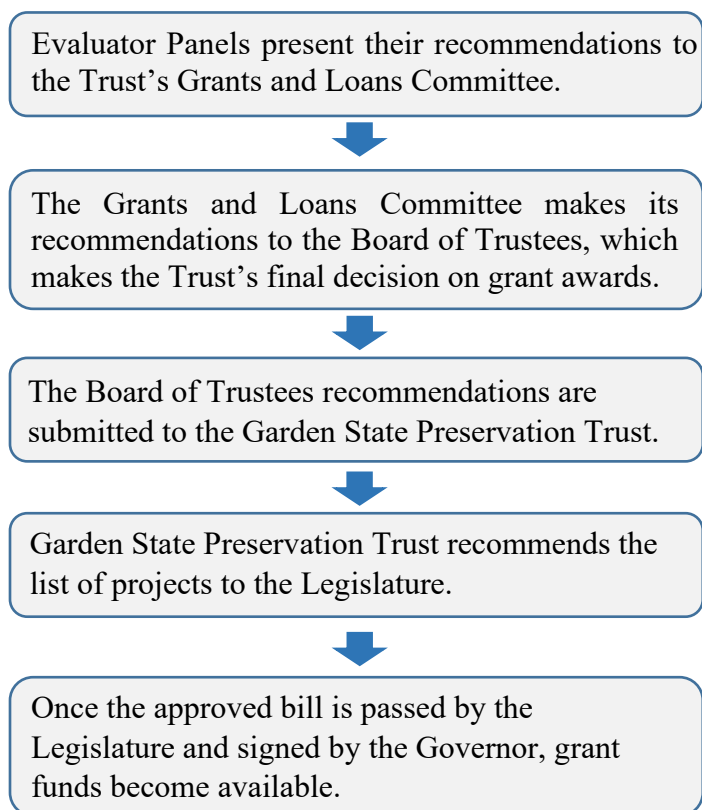 Evaluator Panels present their recommendations to
the Trust’s Grants and Loans Committee.
The Grants and Loans Committee makes its
recommendations to the Board of Trustees, which
makes the Trust’s final decision on grant awards.
The Board of Trustees recommendations are
submitted to the Garden State Preservation Trust.
Garden State Preservation Trust recommends the
list of projects to the Legislature.
Once the approved bill is passed by the
Legislature and signed by the Governor, grant
funds become available.